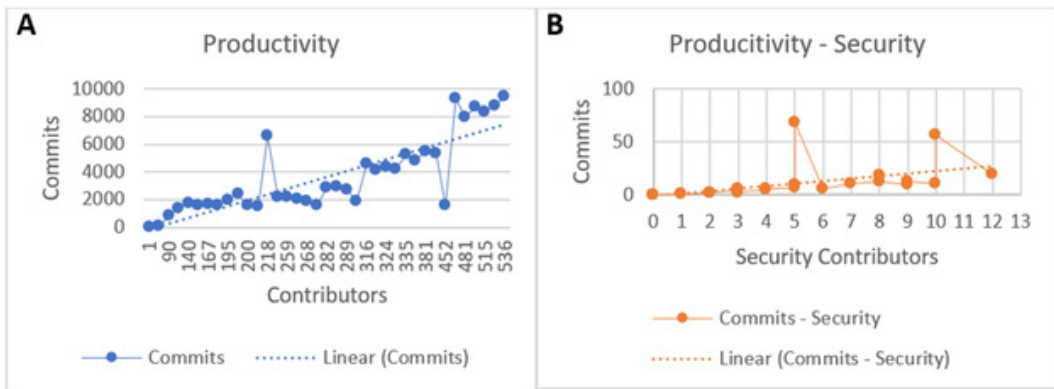 A
Productivity
Commits
10000
8000
6000
4000
2000
0
1
90
140
167
195
200
218
259
268
282
289
316
324
335
381
452
481
515
536
Contributors
Commits
Linear (Commits)
B
Producitivity - Security
Commits
100
50
0
0 1 2 3 4 5 6 7 8 9 10 11 12 13
Security Contributors
Commits - Security
Linear (Commits - Security)